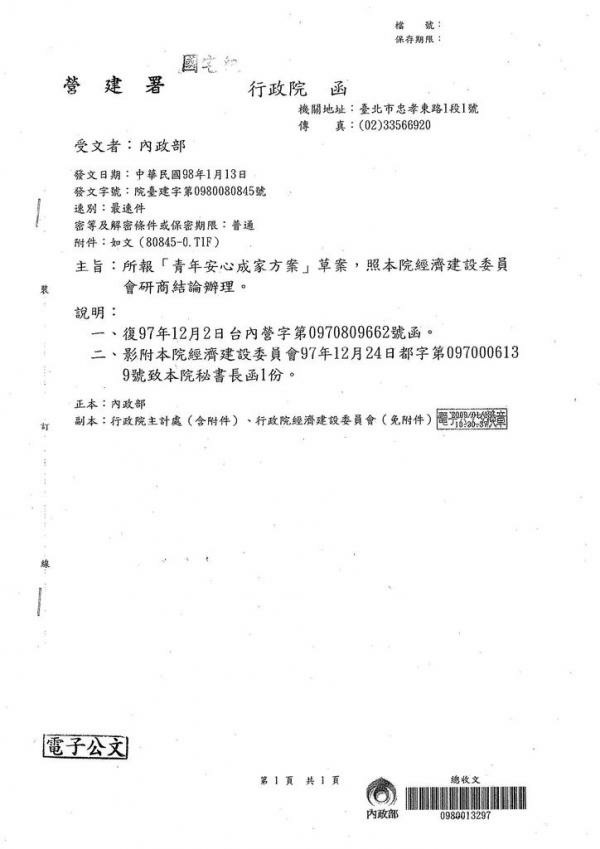 檔　號：
保存期限：
國宅組
營建署
行政院　函
機關地址：臺北市忠孝東路1段1號
傳　真：(02)33566920
受文者：內政部
發文日期：中華民國98年1月13日
發文字號：院臺建字第0980080845號
速別：最速件
密等及解密條件或保密期限：普通
附件：如文 (80845-0.TIF)
主旨：所報「青年安心成家方案」草案，照本院經濟建設委員
會研商結論辦理。
說明：
一、復97年12月2日台內營字第0970809662號函。
二、影附本院經濟建設委員會97年12月24日都字第097000613
9號致本院秘書長函1份。
正本：內政部
副本：行政院主計處（含附件）、行政院經濟建設委員會（免附件）
裝
訂
線
電子公文
第1頁　共1頁
總收文
內政部
0980013297